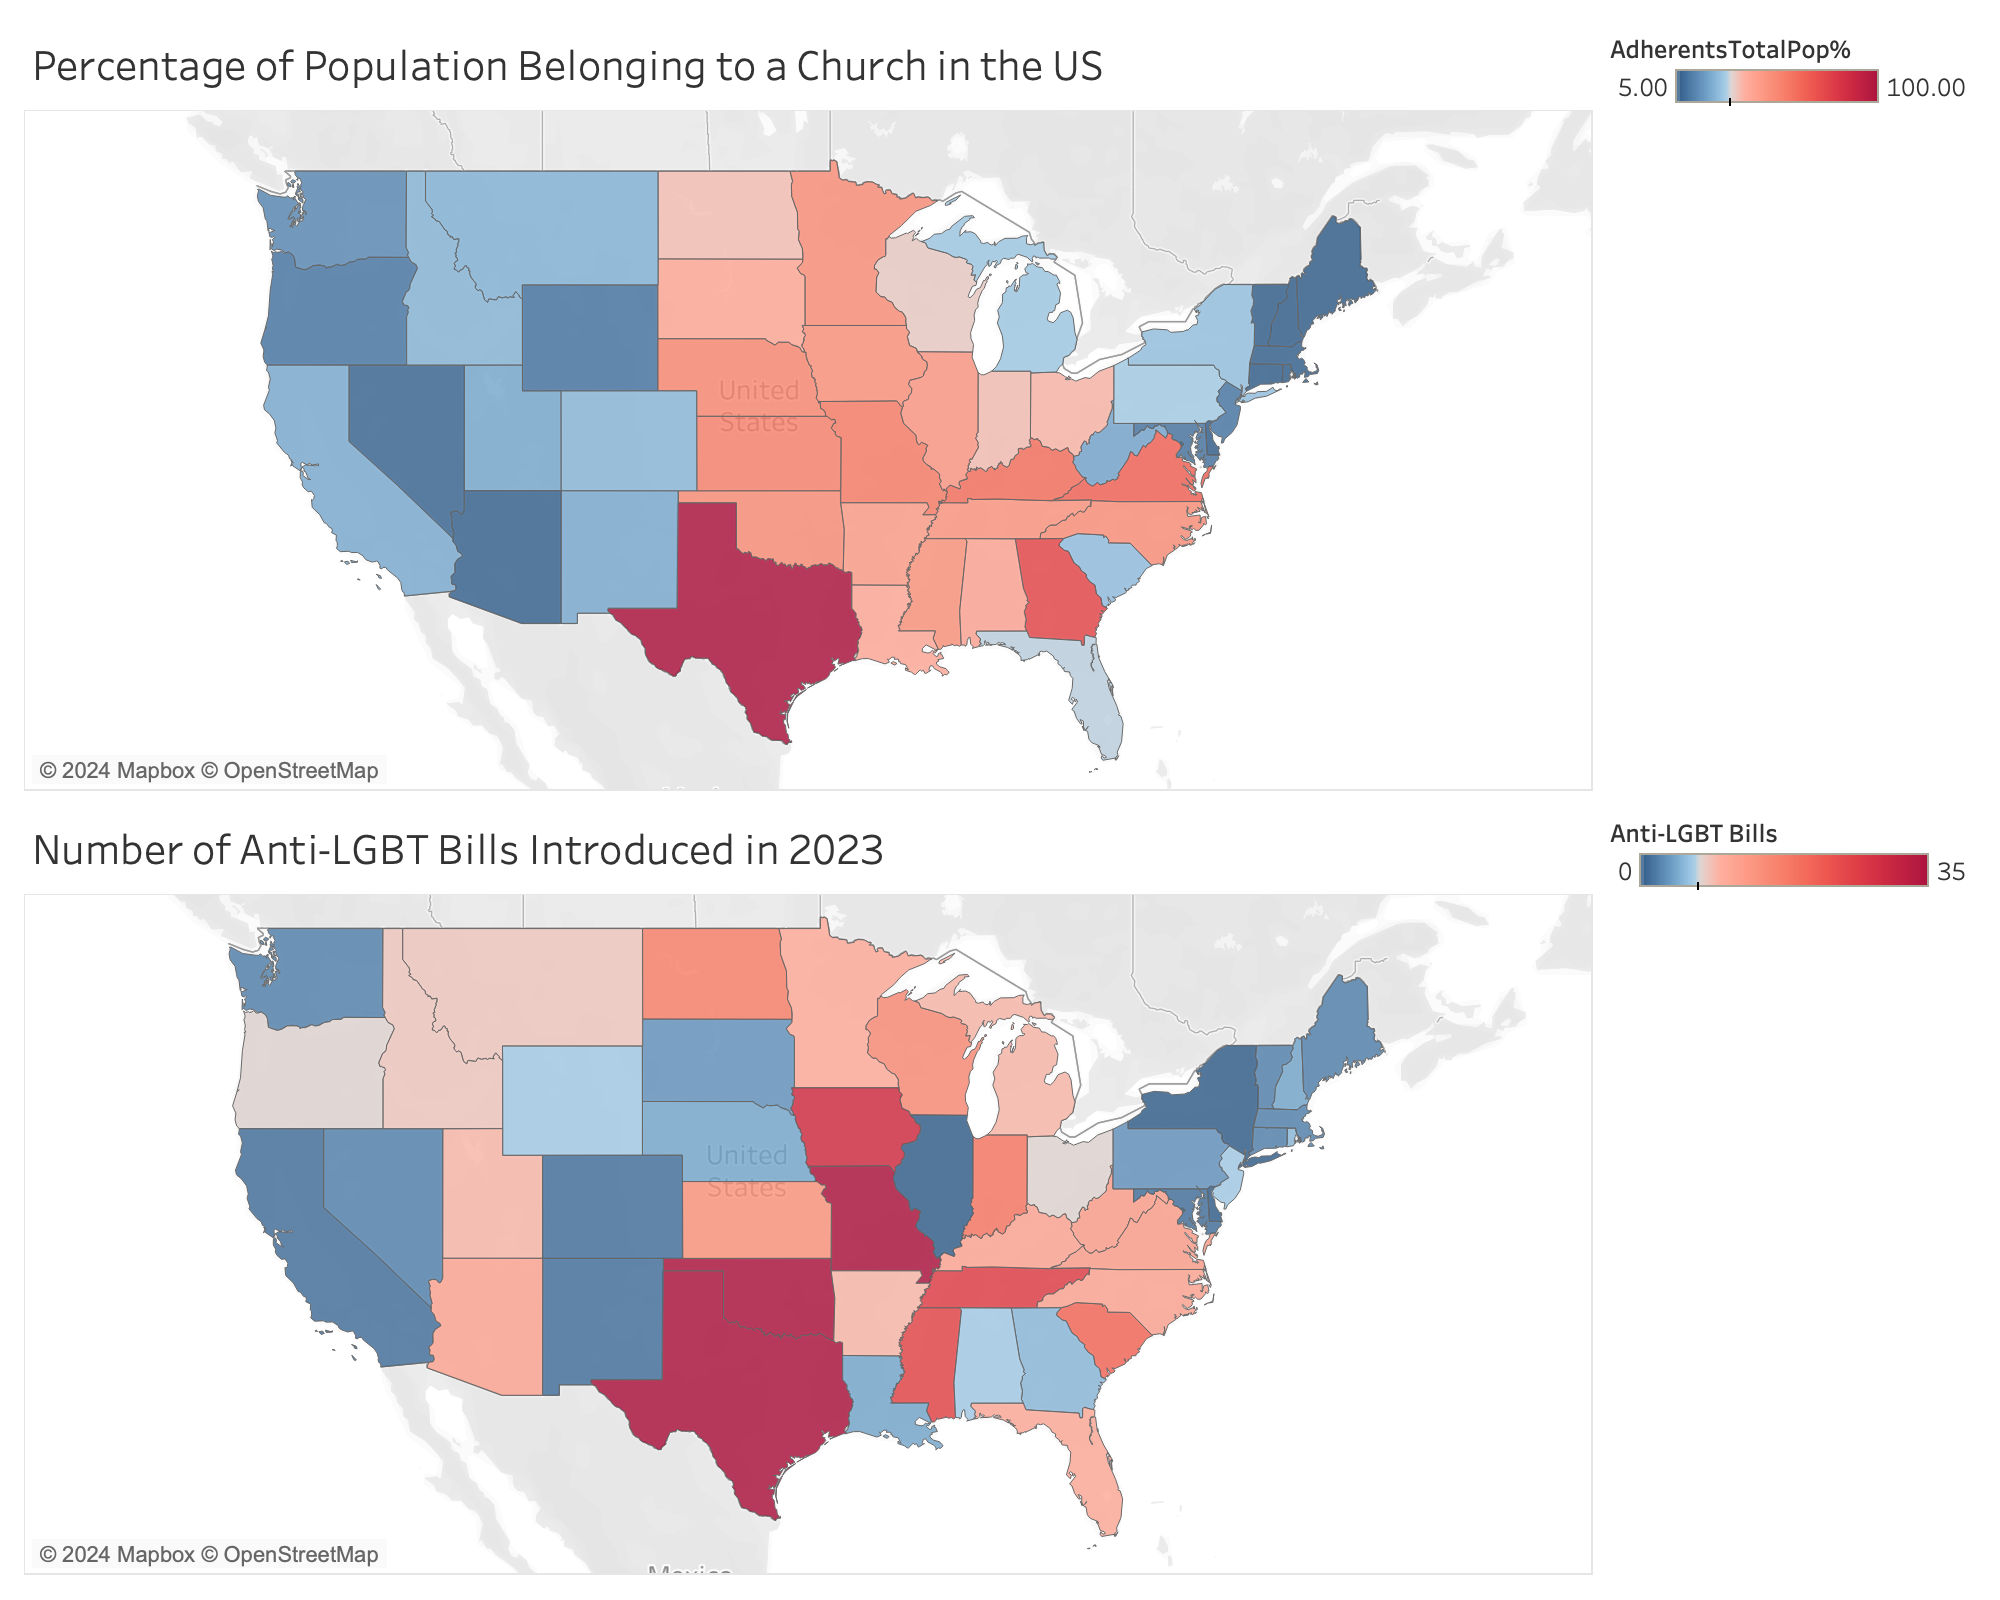 Percentage of Population Belonging to a Church in the US
AdherentsTotalPop%
5.00 100.00
United
States
© 2024 Mapbox © OpenStreetMap
Number of Anti-LGBT Bills Introduced in 2023
Anti-LGBT Bills
0 35
United
States
© 2024 Mapbox © OpenStreetMap
Mexico